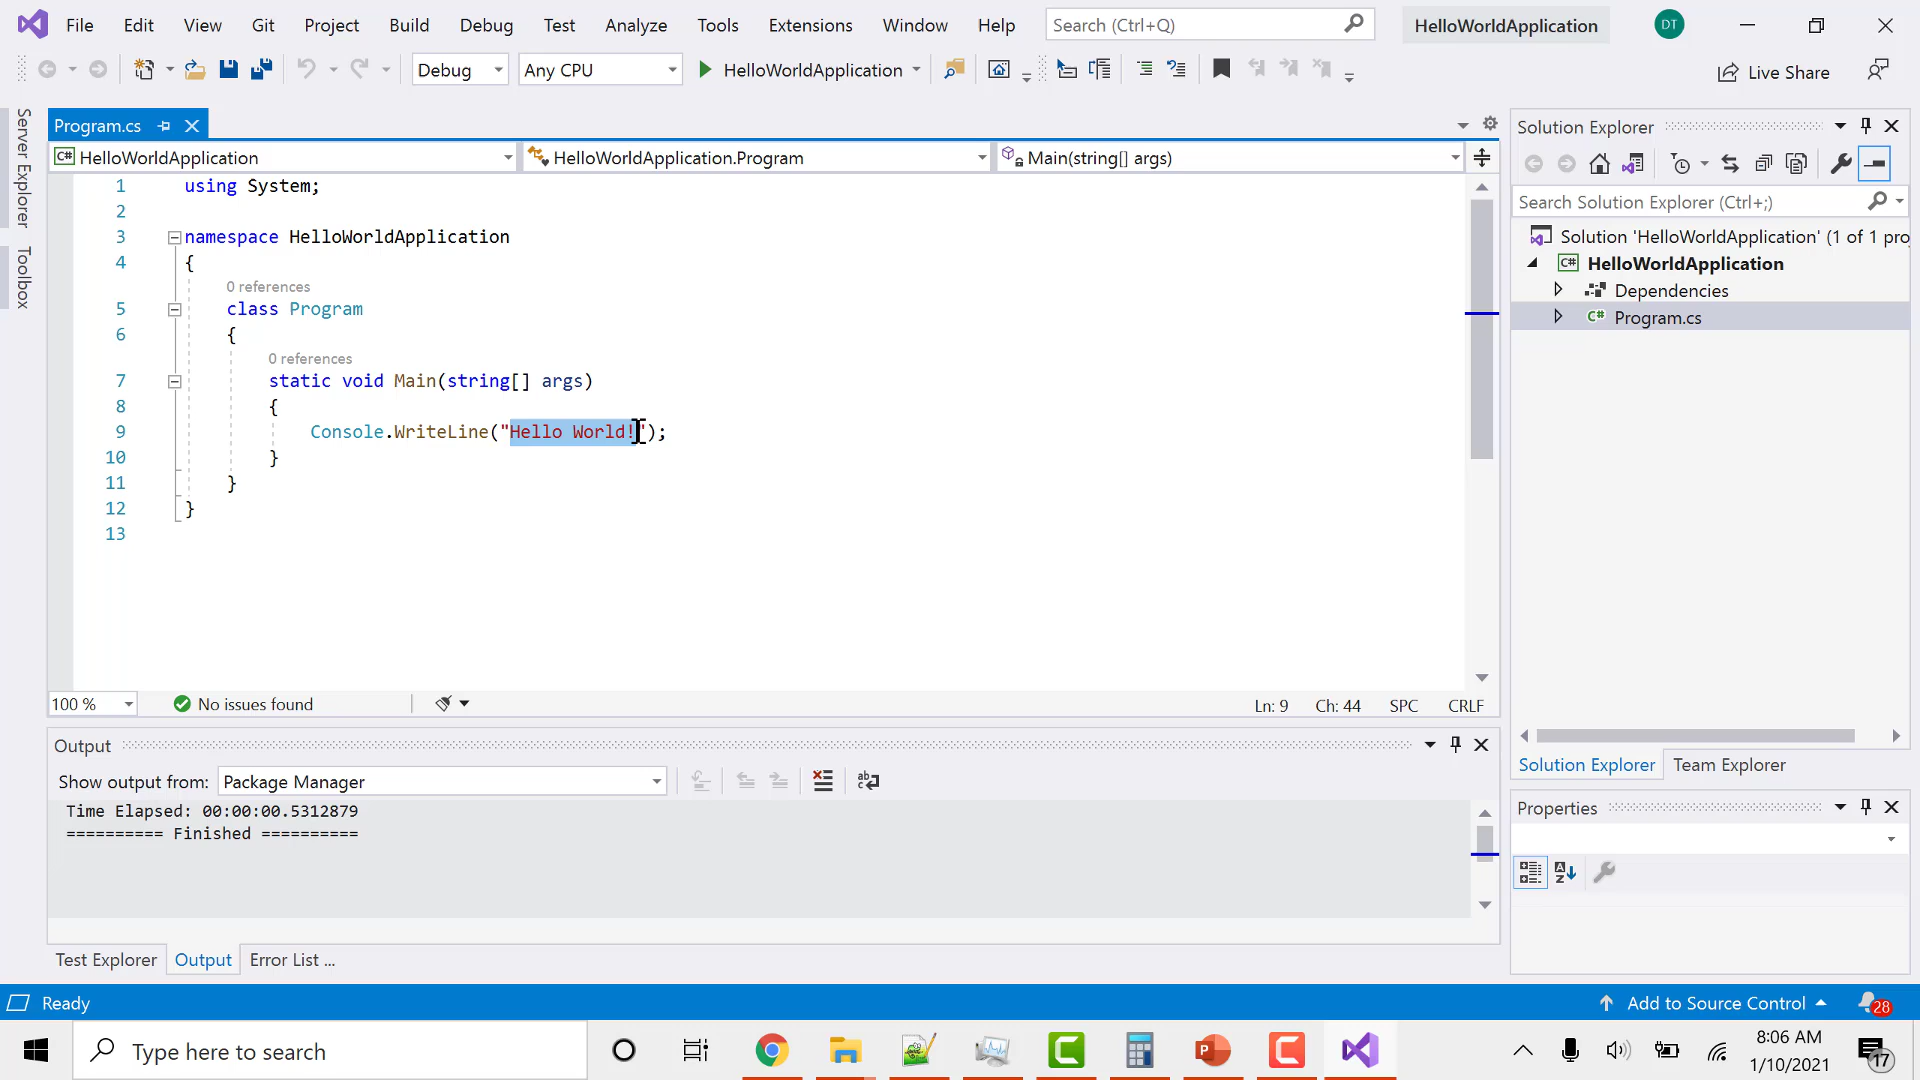 File Edit View Git Project Build Debug Test Analyze Tools Extensions Window Help Search (Ctrl+Q) HelloWorldApplication DT
Debug Any CPU HelloWorldApplication Live Share
Server Explorer
Toolbox
Program.cs
HelloWorldApplication HelloWorldApplication.Program Main(string[] args)
1 using System;
2
3 namespace HelloWorldApplication
4 {
0 references
5 class Program
6 {
0 references
7 static void Main(string[] args)
8 {
9 Console.WriteLine("Hello World!");
10 }
11 }
12 }
13
100 % No issues found Ln: 9 Ch: 44 SPC CRLF
Output
Show output from: Package Manager
Time Elapsed: 00:00:00.5312879
========== Finished ==========
Test Explorer Output Error List ...
Solution Explorer
Search Solution Explorer (Ctrl+;)
Solution 'HelloWorldApplication' (1 of 1 pro
C# HelloWorldApplication
Dependencies
C# Program.cs
Solution Explorer Team Explorer
Properties
Ready Add to Source Control 28
Type here to search 8:06 AM
1/10/2021 17